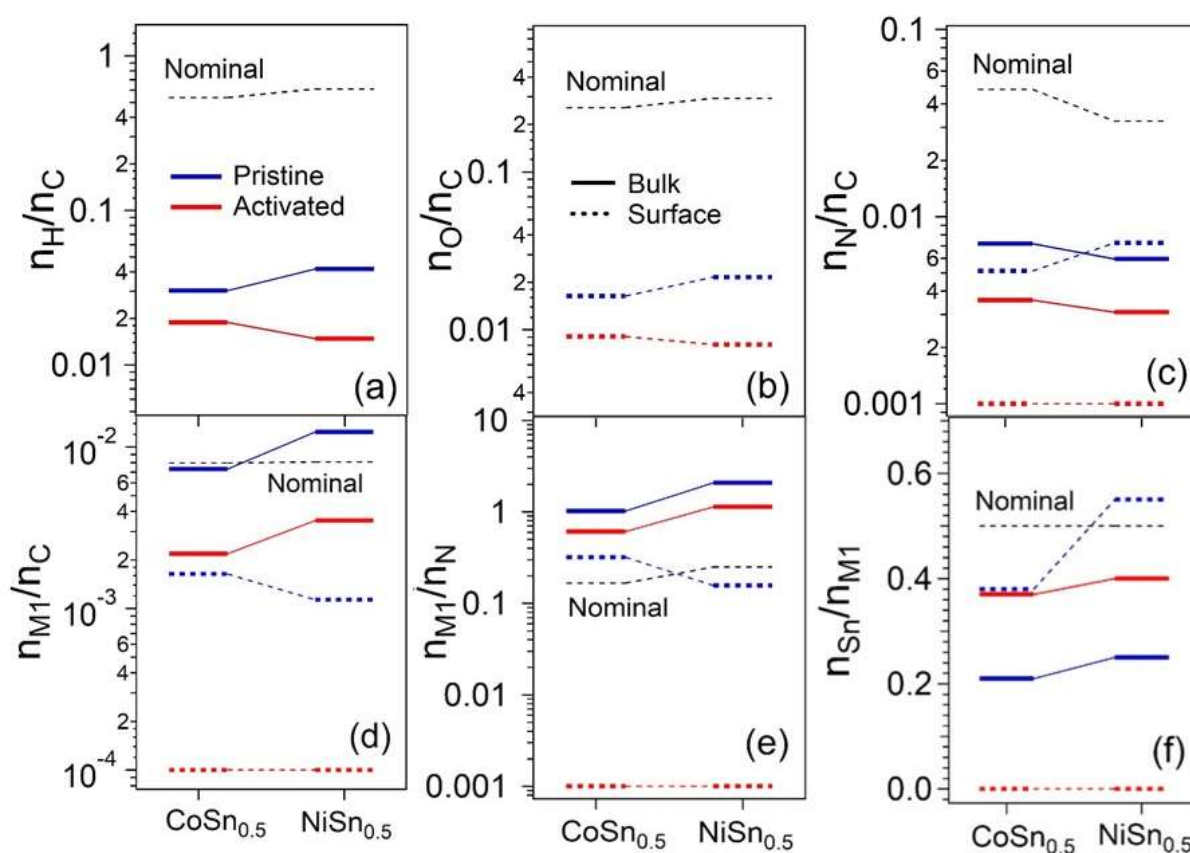 n_H/n_C
1
4
2
0.1
4
2
0.01
Nominal
Pristine
Activated
(a)
n_O/n_C
4
2
0.1
4
2
0.01
4
Nominal
Bulk
Surface
(b)
n_N/n_C
0.1
6
4
2
0.01
6
4
2
0.001
Nominal
(c)
n_M1/n_C
10⁻²
6
4
2
10⁻³
6
4
2
10⁻⁴
Nominal
(d)
CoSn₀.₅ NiSn₀.₅
n_M1/n_N
10
1
0.1
0.01
0.001
Nominal
(e)
CoSn₀.₅ NiSn₀.₅
n_Sn/n_M1
0.6
0.4
0.2
0.0
Nominal
(f)
CoSn₀.₅ NiSn₀.₅